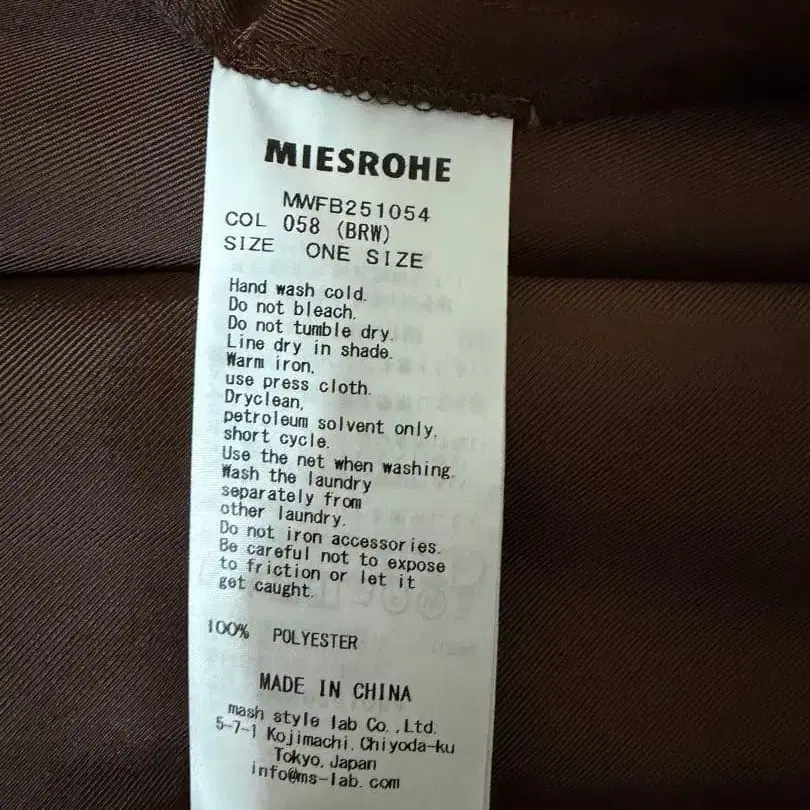 MIESROHE
MWFB251054
COL 058 (BRW)
SIZE ONE SIZE
Hand wash cold.
Do not bleach.
Do not tumble dry.
Line dry in shade.
Warm iron,
use press cloth.
Dryclean,
petroleum solvent only,
short cycle.
Use the net when washing.
Wash the laundry
separately from
other laundry.
Do not iron accessories.
Be careful not to expose
to friction or let it
get caught.
100% POLYESTER
MADE IN CHINA
mash style lab Co.,Ltd.
5-7-1 Kojimachi, Chiyoda-ku
Tokyo, Japan
info@ms-lab.com